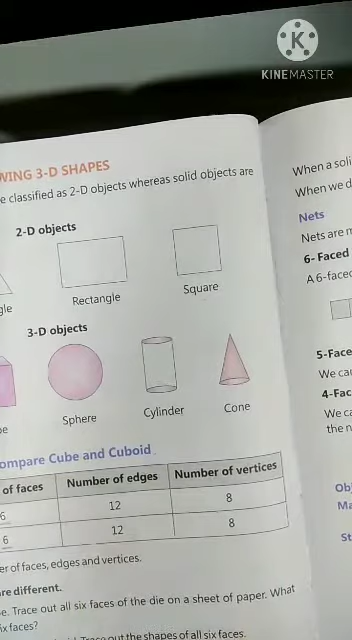 K
KINEMASTER
WING 3-D SHAPES
e classified as 2-D objects whereas solid objects are
2-D objects
gle
Rectangle
Square
3-D objects
be
Sphere
Cylinder
Cone
ompare Cube and Cuboid
of faces
Number of edges
Number of vertices
6
12
8
6
12
8
er of faces, edges and vertices.
re different.
e. Trace out all six faces of the die on a sheet of paper. What
ix faces?
Trace out the shapes of all six faces.
When a soli
When we d
Nets
Nets are
6- Faced
A 6-faced
5-Face
We ca
4-Fac
We ca
the n
Obj
Ma
St